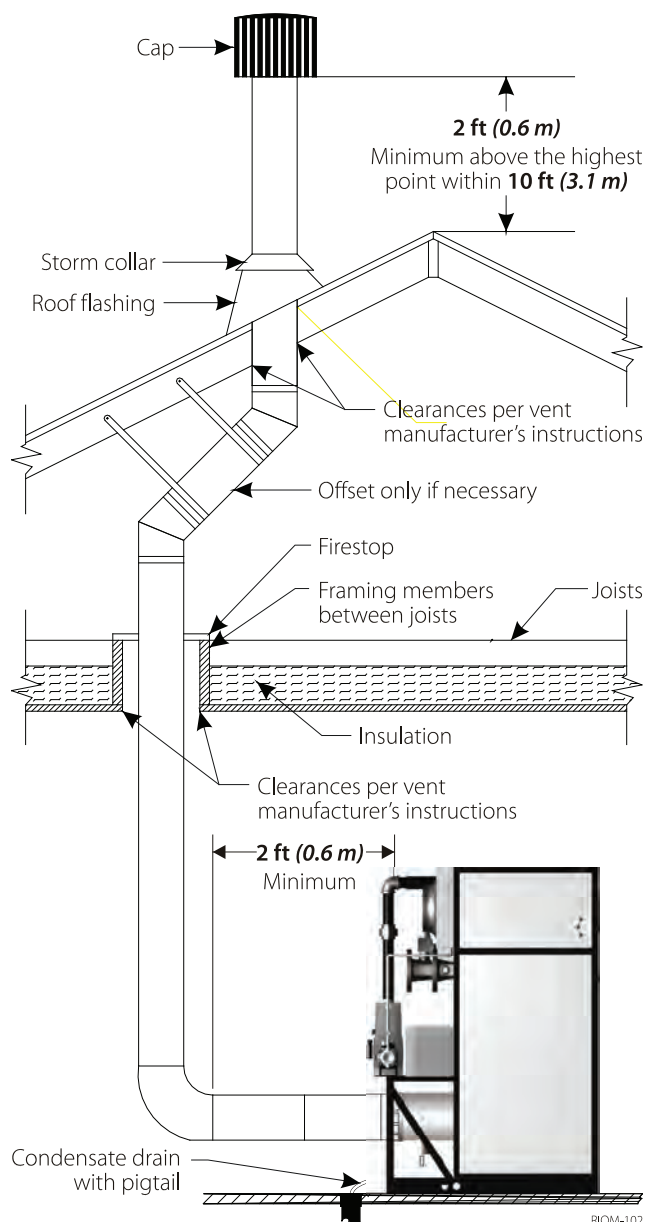 Cap
2 ft (0.6 m)
Minimum above the highest
point within 10 ft (3.1 m)
Storm collar
Roof flashing
Clearances per vent
manufacturer's instructions
Offset only if necessary
Firestop
Framing members
between joists
Joists
Insulation
Clearances per vent
manufacturer's instructions
2 ft (0.6 m)
Minimum
Condensate drain
with pigtail
RIOM-102